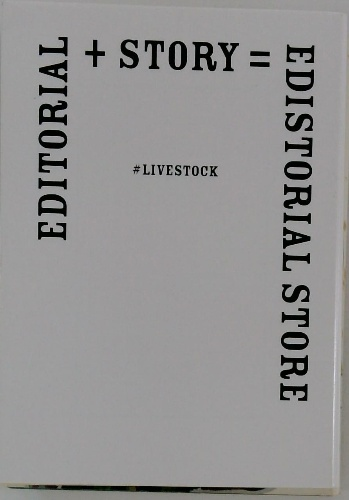 EDITORIAL
+ STORY =
EDISTORIAL STORE
#LIVESTOCK